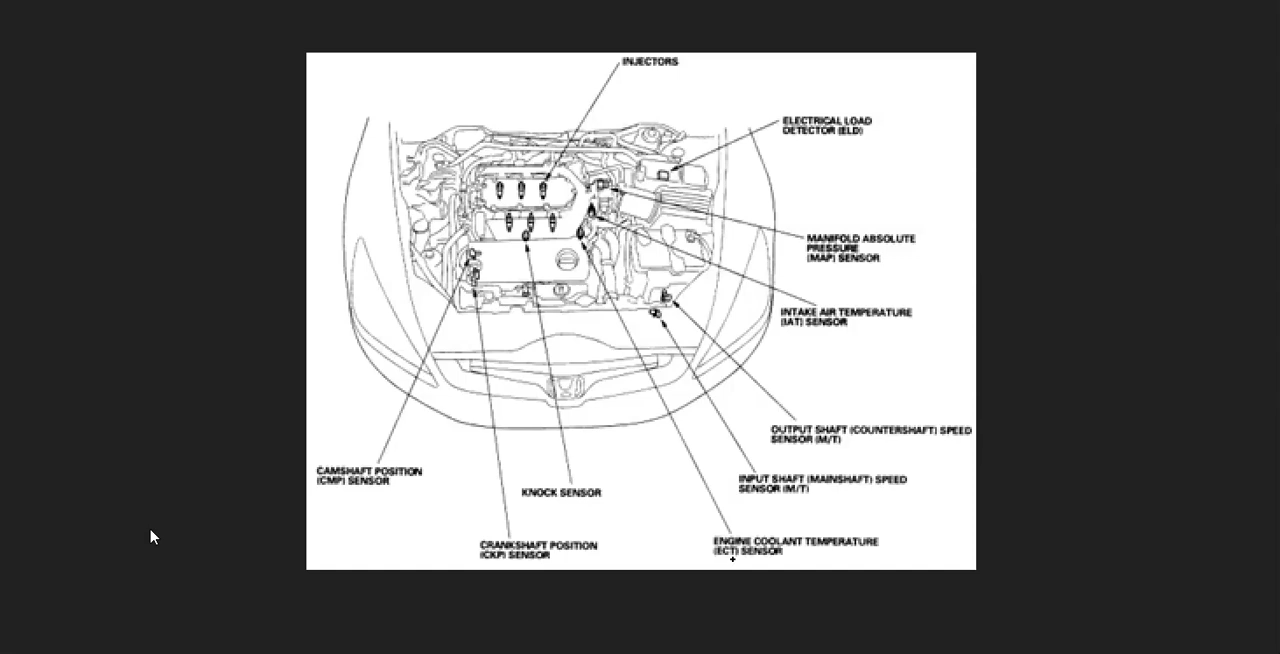 INJECTORS
ELECTRICAL LOAD
DETECTOR (ELD)
MANIFOLD ABSOLUTE
PRESSURE
(MAP) SENSOR
INTAKE AIR TEMPERATURE
(IAT) SENSOR
OUTPUT SHAFT (COUNTERSHAFT) SPEED
SENSOR (M/T)
INPUT SHAFT (MAINSHAFT) SPEED
SENSOR (M/T)
ENGINE COOLANT TEMPERATURE
(ECT) SENSOR
CAMSHAFT POSITION
(CMP) SENSOR
KNOCK SENSOR
CRANKSHAFT POSITION
(CKP) SENSOR